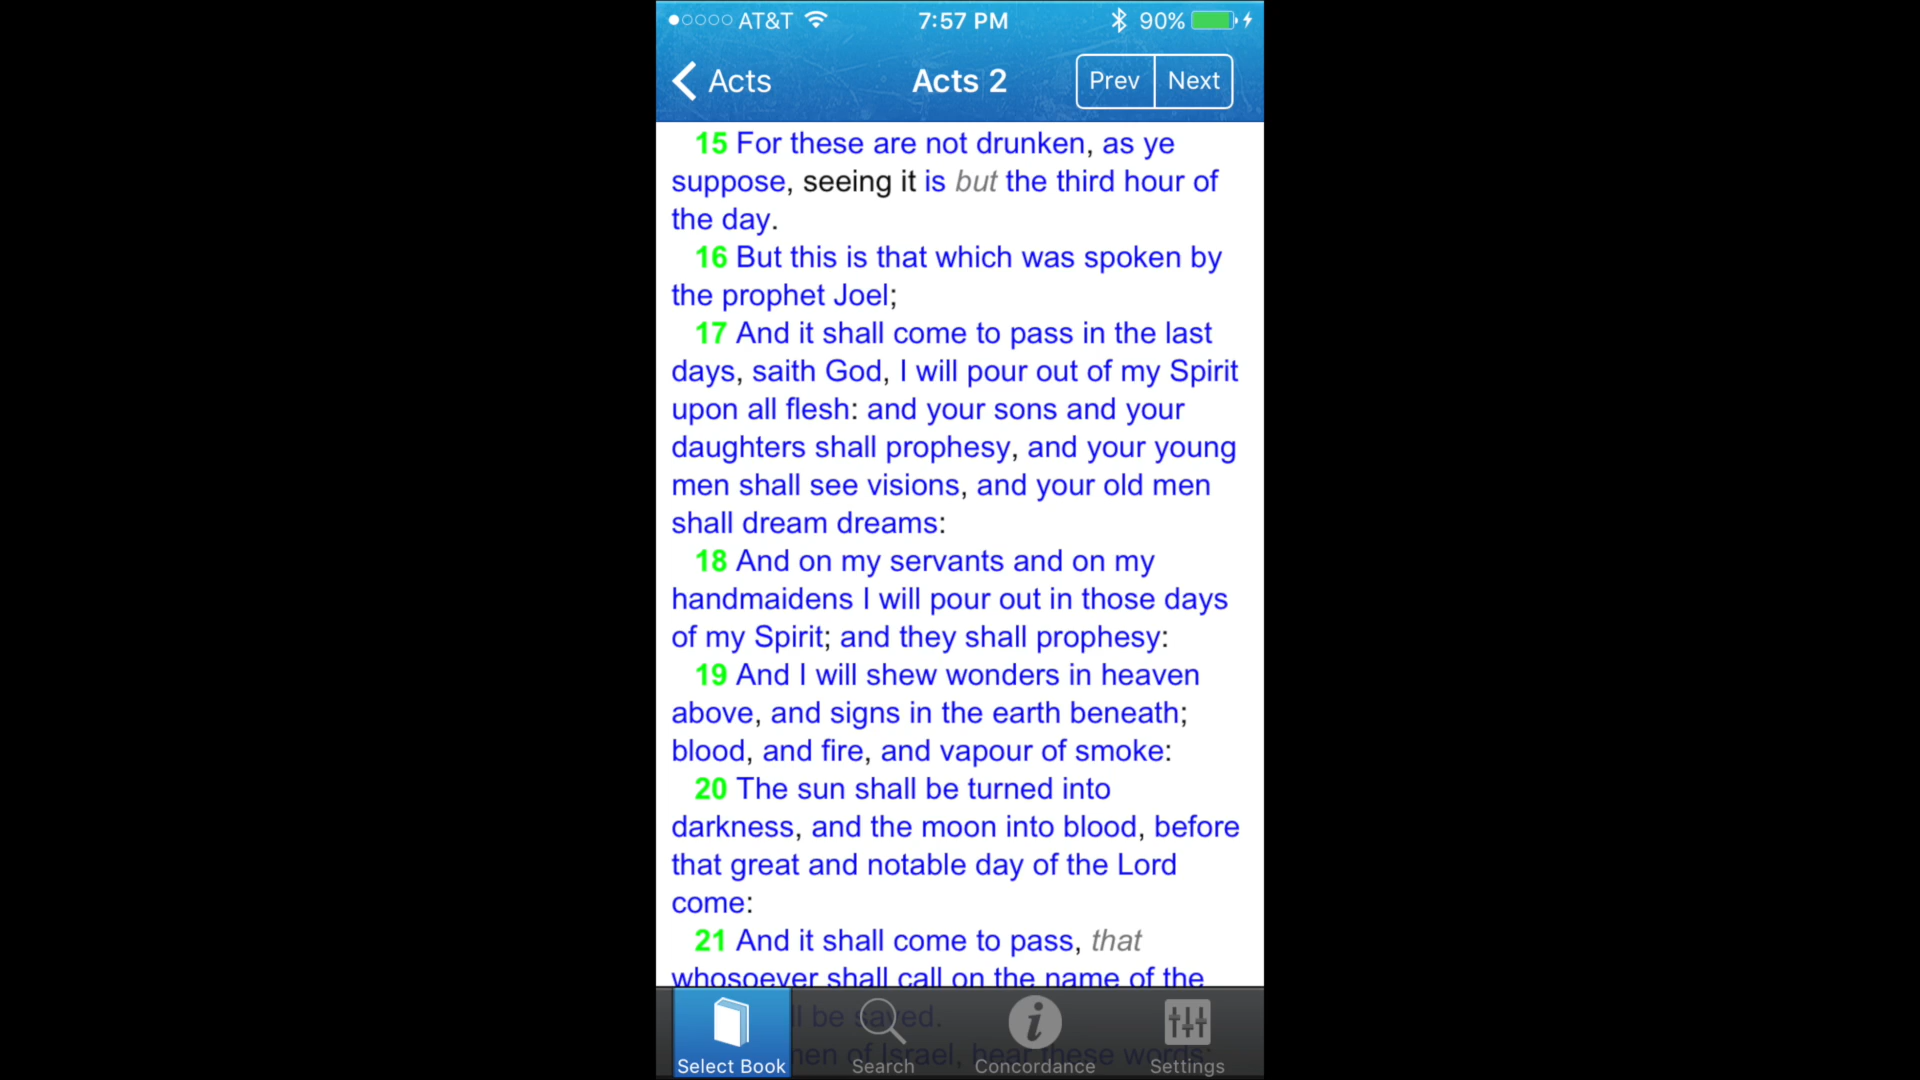 AT&T 7:57 PM 90%
Acts Acts 2 Prev Next
15 For these are not drunken, as ye
suppose, seeing it is but the third hour of
the day.
16 But this is that which was spoken by
the prophet Joel;
17 And it shall come to pass in the last
days, saith God, I will pour out of my Spirit
upon all flesh: and your sons and your
daughters shall prophesy, and your young
men shall see visions, and your old men
shall dream dreams:
18 And on my servants and on my
handmaidens I will pour out in those days
of my Spirit; and they shall prophesy:
19 And I will shew wonders in heaven
above, and signs in the earth beneath;
blood, and fire, and vapour of smoke:
20 The sun shall be turned into
darkness, and the moon into blood, before
that great and notable day of the Lord
come:
21 And it shall come to pass, that
whosoever shall call on the name of the
be saved.
of Israel, hear these words:
Select Book Search Concordance Settings